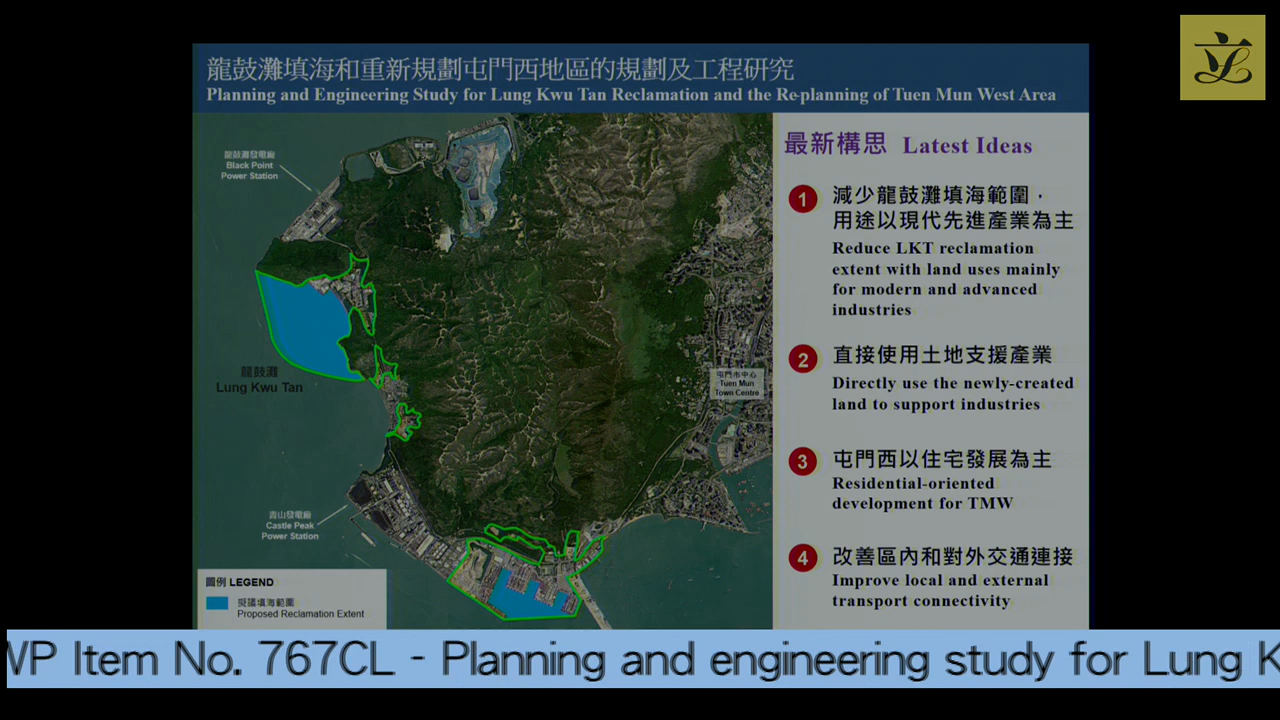 立
龍鼓灘填海和重新規劃屯門西地區的規劃及工程研究
Planning and Engineering Study for Lung Kwu Tan Reclamation and the Re-planning of Tuen Mun West Area
龍鼓灘發電廠
Black Point
Power Station
龍鼓灘
Lung Kwu Tan
屯門市中心
Tuen Mun
Town Centre
青山發電廠
Castle Peak
Power Station
圖例 LEGEND
擬議填海範圍
Proposed Reclamation Extent
最新構思 Latest Ideas
1
減少龍鼓灘填海範圍，
用途以現代先進產業為主
Reduce LKT reclamation
extent with land uses mainly
for modern and advanced
industries
2
直接使用土地支援產業
Directly use the newly-created
land to support industries
3
屯門西以住宅發展為主
Residential-oriented
development for TMW
4
改善區內和對外交通連接
Improve local and external
transport connectivity
WP Item No. 767CL - Planning and engineering study for Lung K